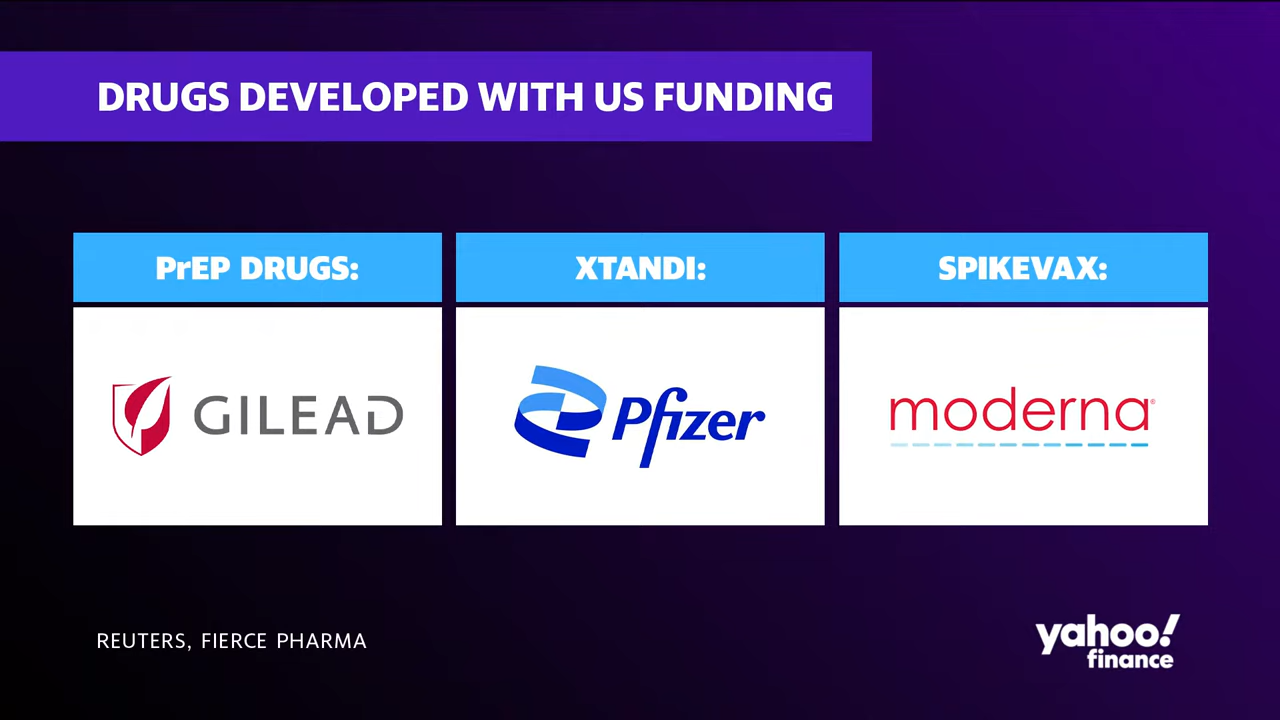 DRUGS DEVELOPED WITH US FUNDING
PrEP DRUGS:
GILEAD
XTANDI:
Pfizer
SPIKEVAX:
moderna®
REUTERS, FIERCE PHARMA
yahoo!
finance